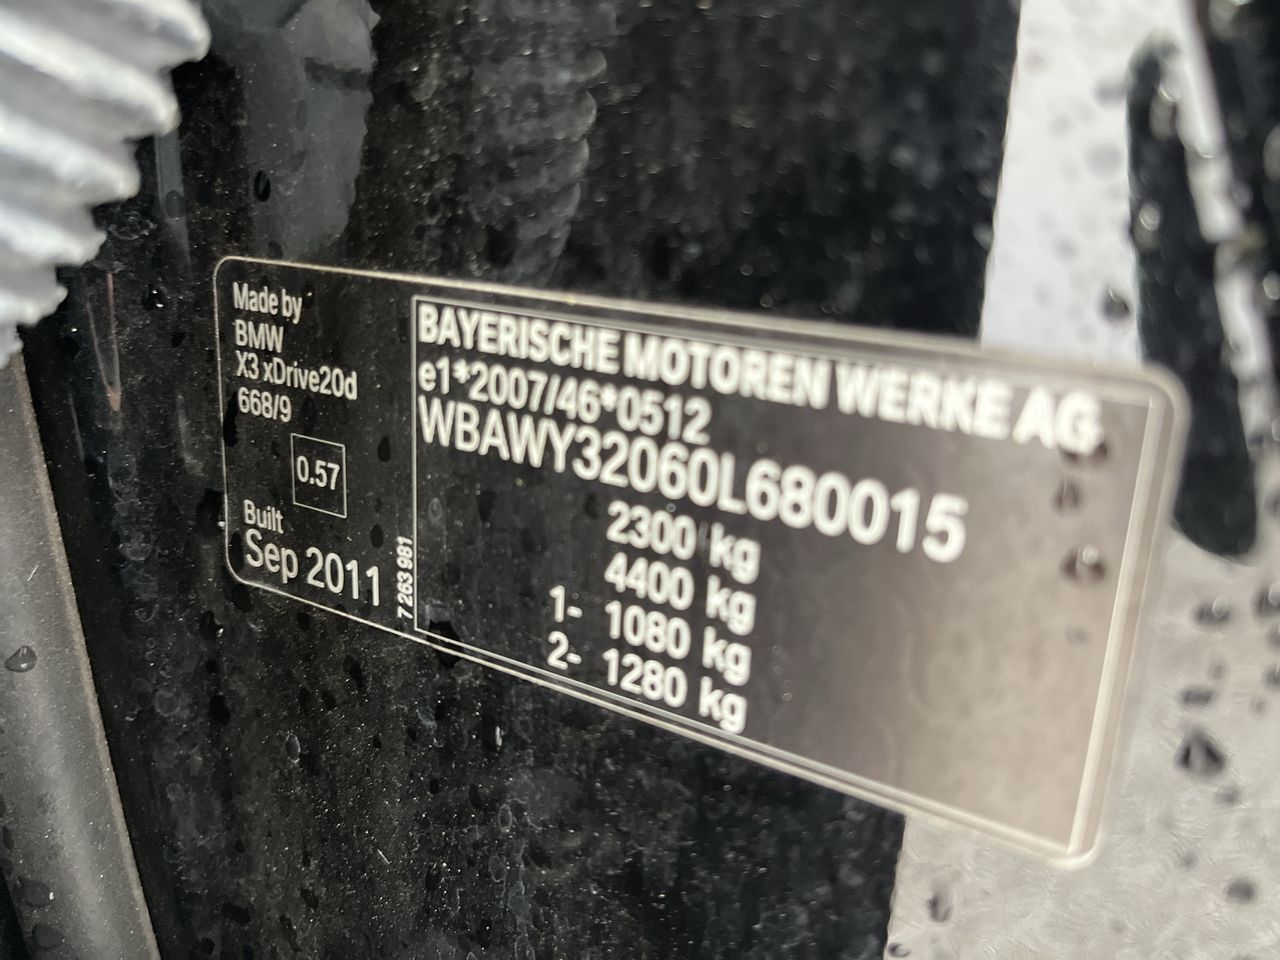 Made by
BMW
X3 xDrive20d
668/9
0.57
Built
Sep 2011
7 263 981
BAYERISCHE MOTOREN WERKE AG
e1*2007/46*0512
WBAWY32060L680015
2300 kg
4400 kg
1- 1080 kg
2- 1280 kg